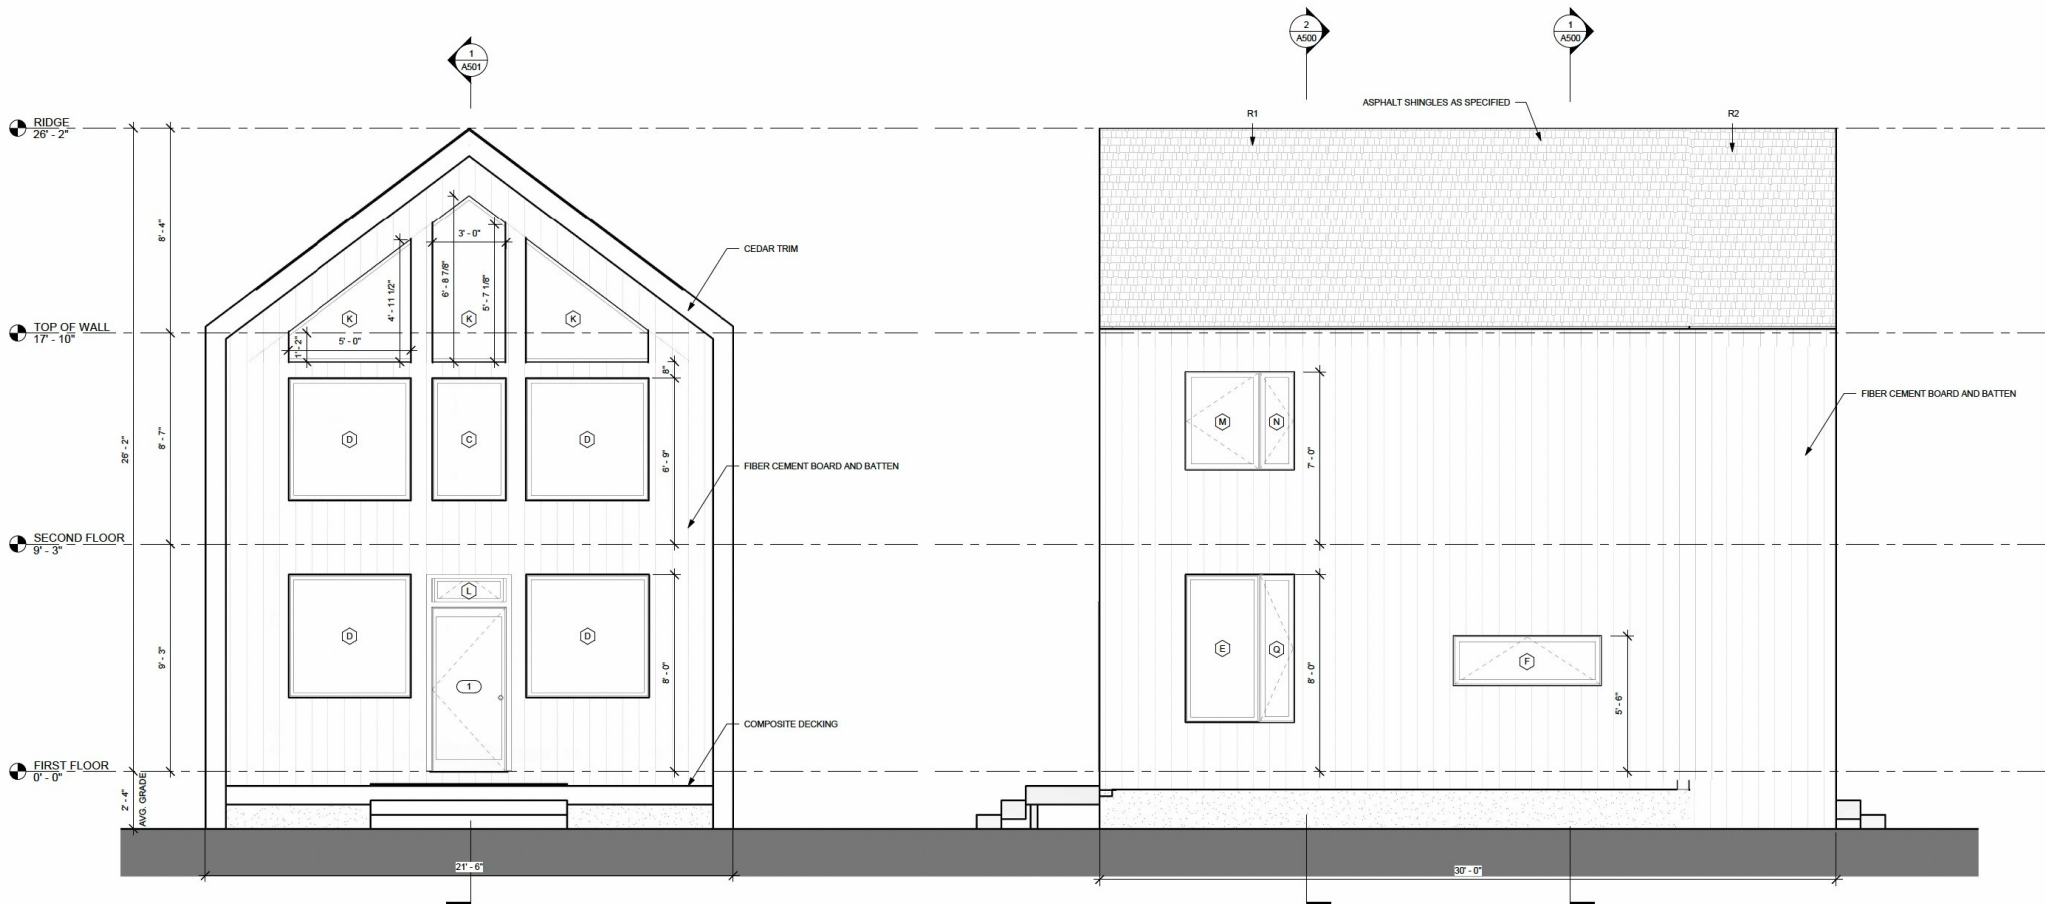 1
A501
2
A500
1
A500
RIDGE
26' - 2"
ASPHALT SHINGLES AS SPECIFIED
R1
R2
8' - 4"
3' - 0"
CEDAR TRIM
6' - 8 7/8"
5' - 7 1/8"
4' - 11 1/2"
K
K
K
TOP OF WALL
17' - 10"
1' - 2"
5' - 0"
8"
FIBER CEMENT BOARD AND BATTEN
M
N
D
C
D
26' - 2"
8' - 7"
6' - 9"
7' - 0"
FIBER CEMENT BOARD AND BATTEN
SECOND FLOOR
9' - 3"
L
D
D
E
Q
F
9' - 3"
1
8' - 0"
8' - 0"
5' - 6"
COMPOSITE DECKING
FIRST FLOOR
0' - 0"
2' - 4"
AVG. GRADE
21' - 6"
30' - 0"